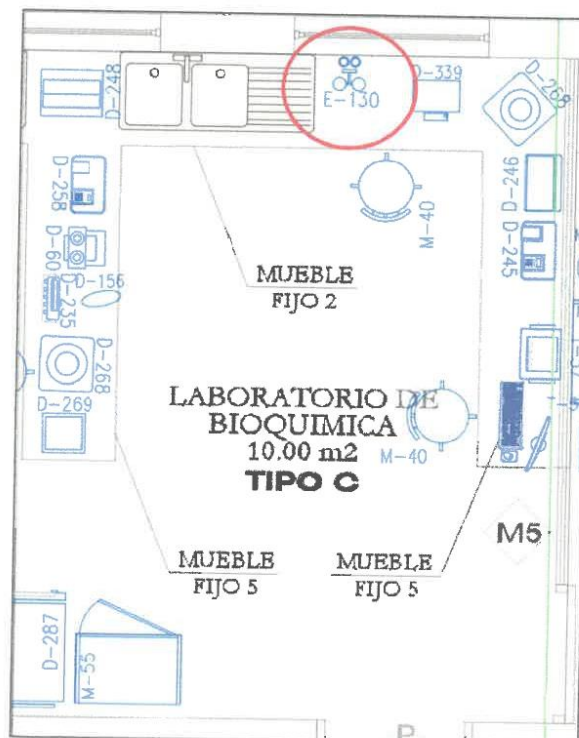 D-248
E-130
D-339
D-268
D-258
D-246
M-40
D-245
D-60
D-156
D-235
MUEBLE
FIJO 2
D-268
LABORATORIO DE
BIOQUIMICA
10.00 m2
TIPO C
D-269
M-40
M5
MUEBLE
FIJO 5
MUEBLE
FIJO 5
D-287
M-55